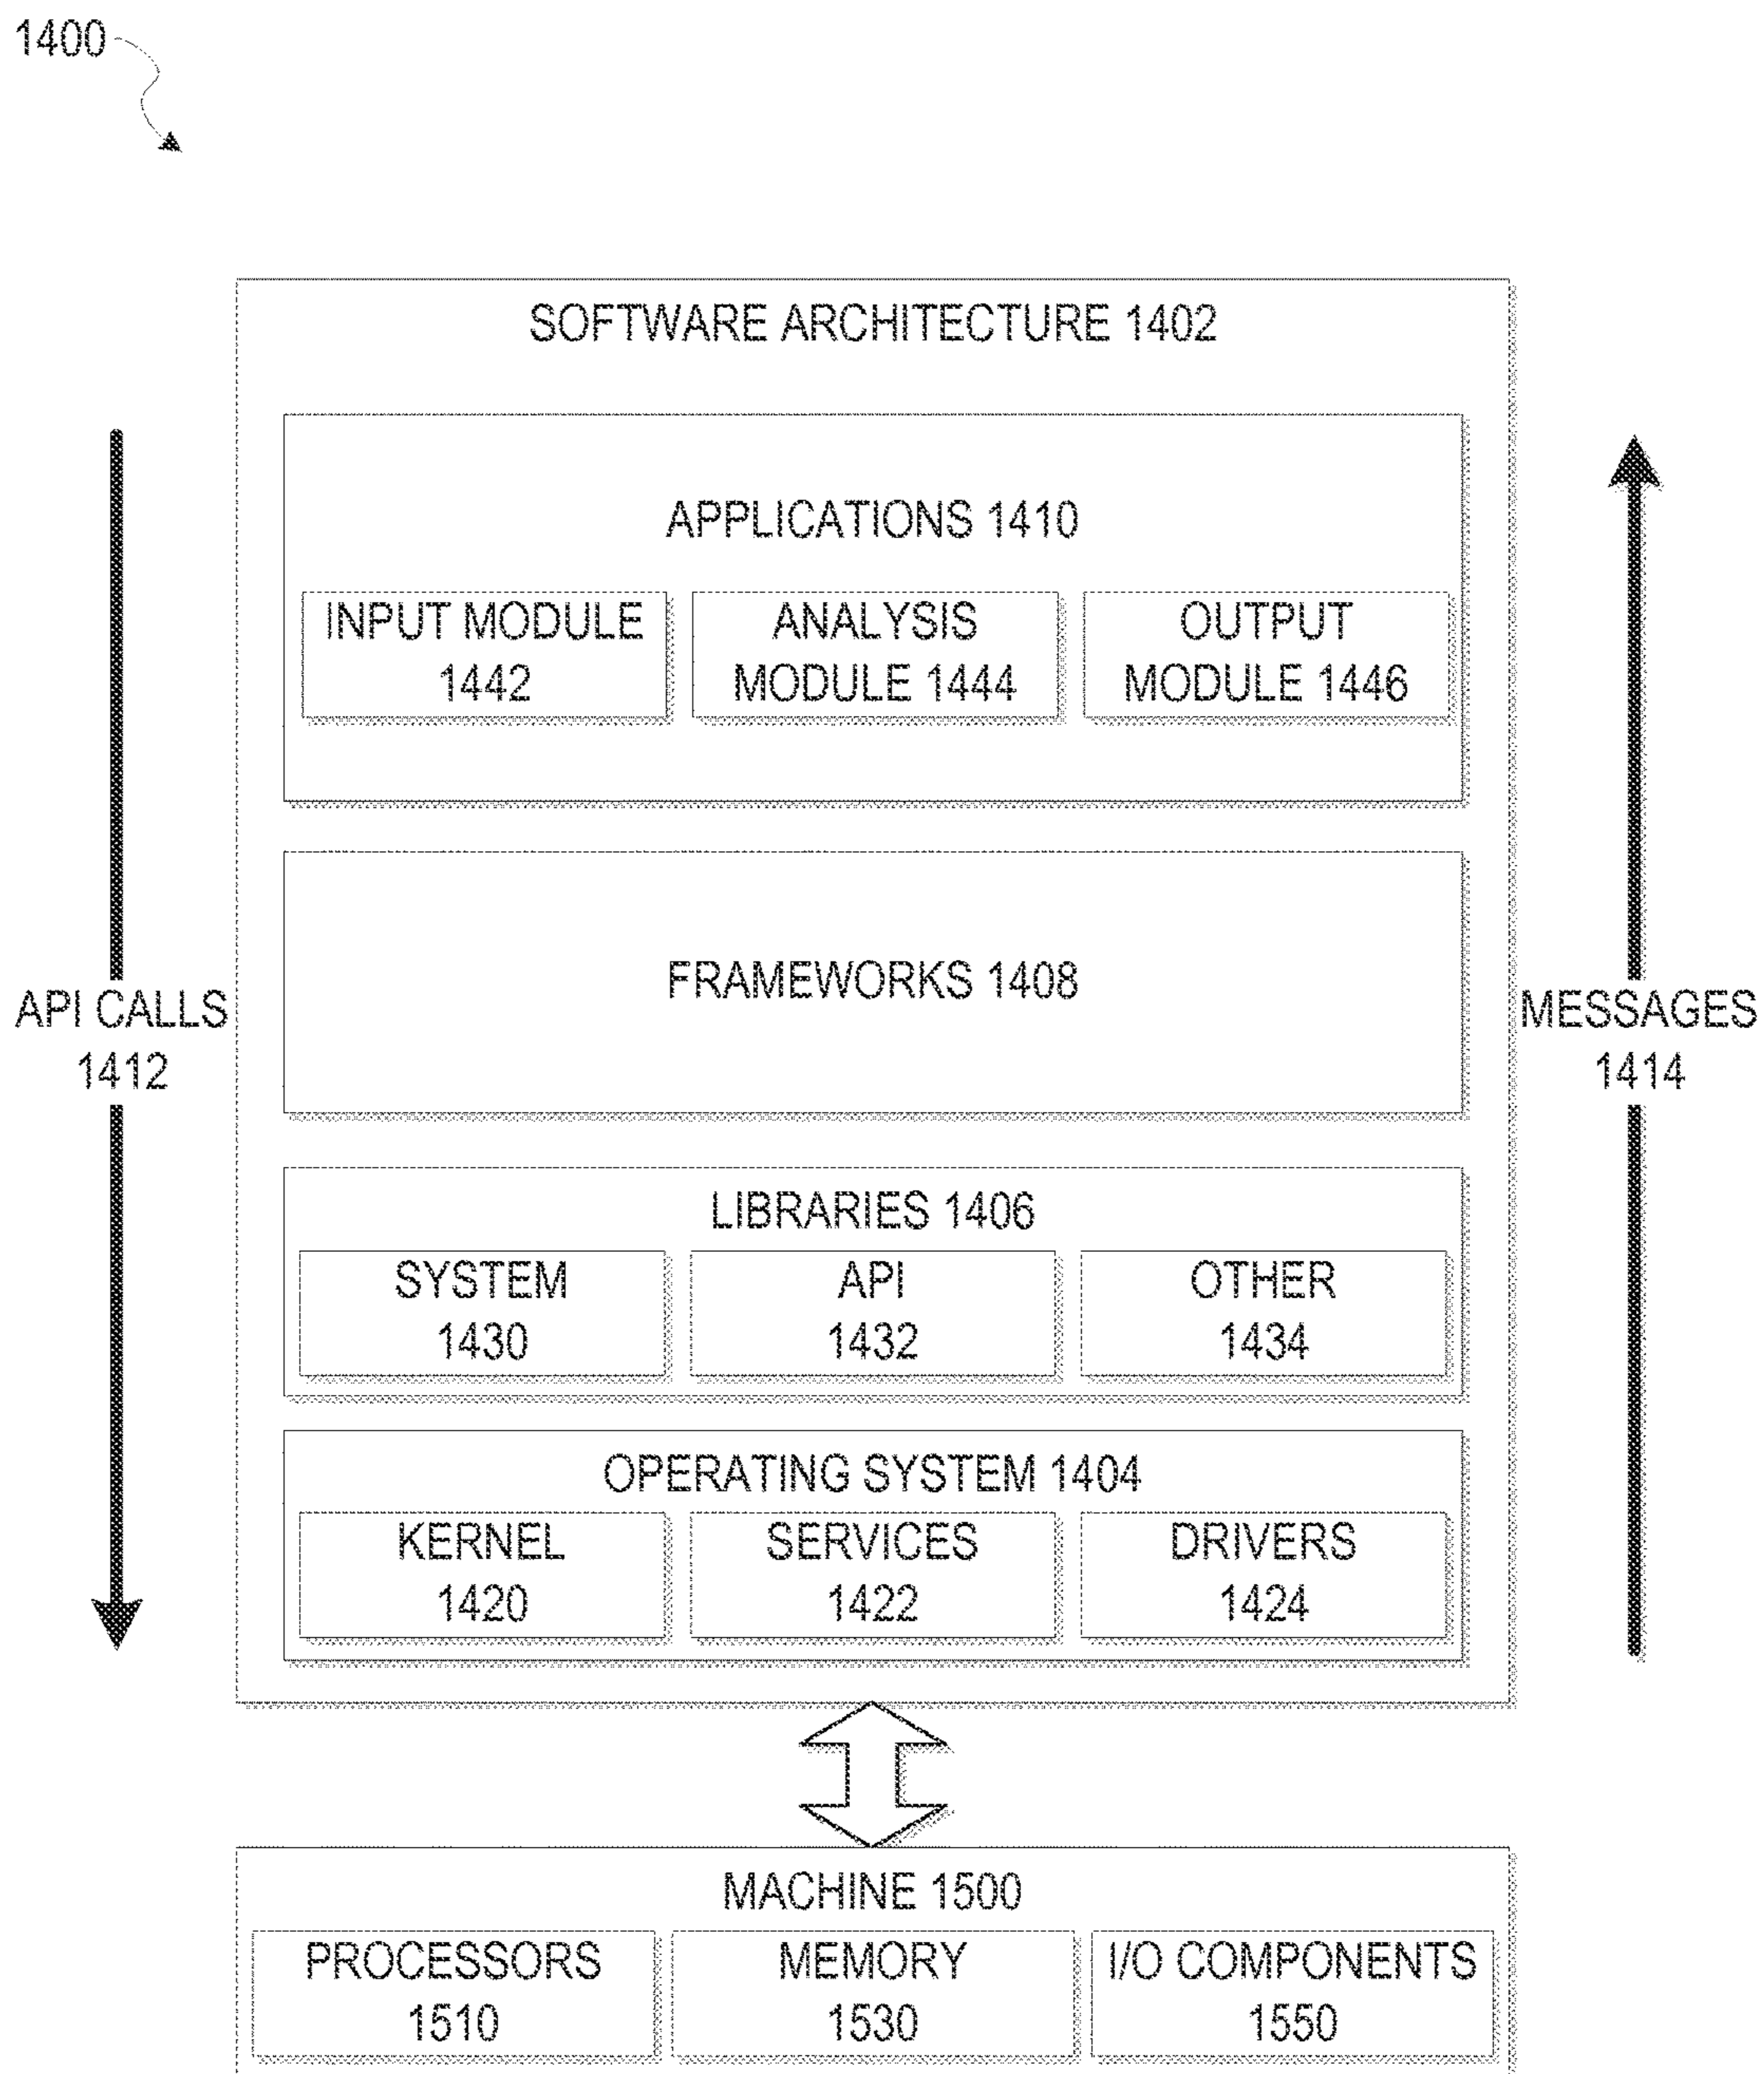 1400
SOFTWARE ARCHITECTURE 1402
APPLICATIONS 1410
INPUT MODULE
1442
ANALYSIS
MODULE 1444
OUTPUT
MODULE 1446
FRAMEWORKS 1408
API CALLS
1412
MESSAGES
1414
LIBRARIES 1406
SYSTEM
1430
API
1432
OTHER
1434
OPERATING SYSTEM 1404
KERNEL
1420
SERVICES
1422
DRIVERS
1424
MACHINE 1500
PROCESSORS
1510
MEMORY
1530
I/O COMPONENTS
1550